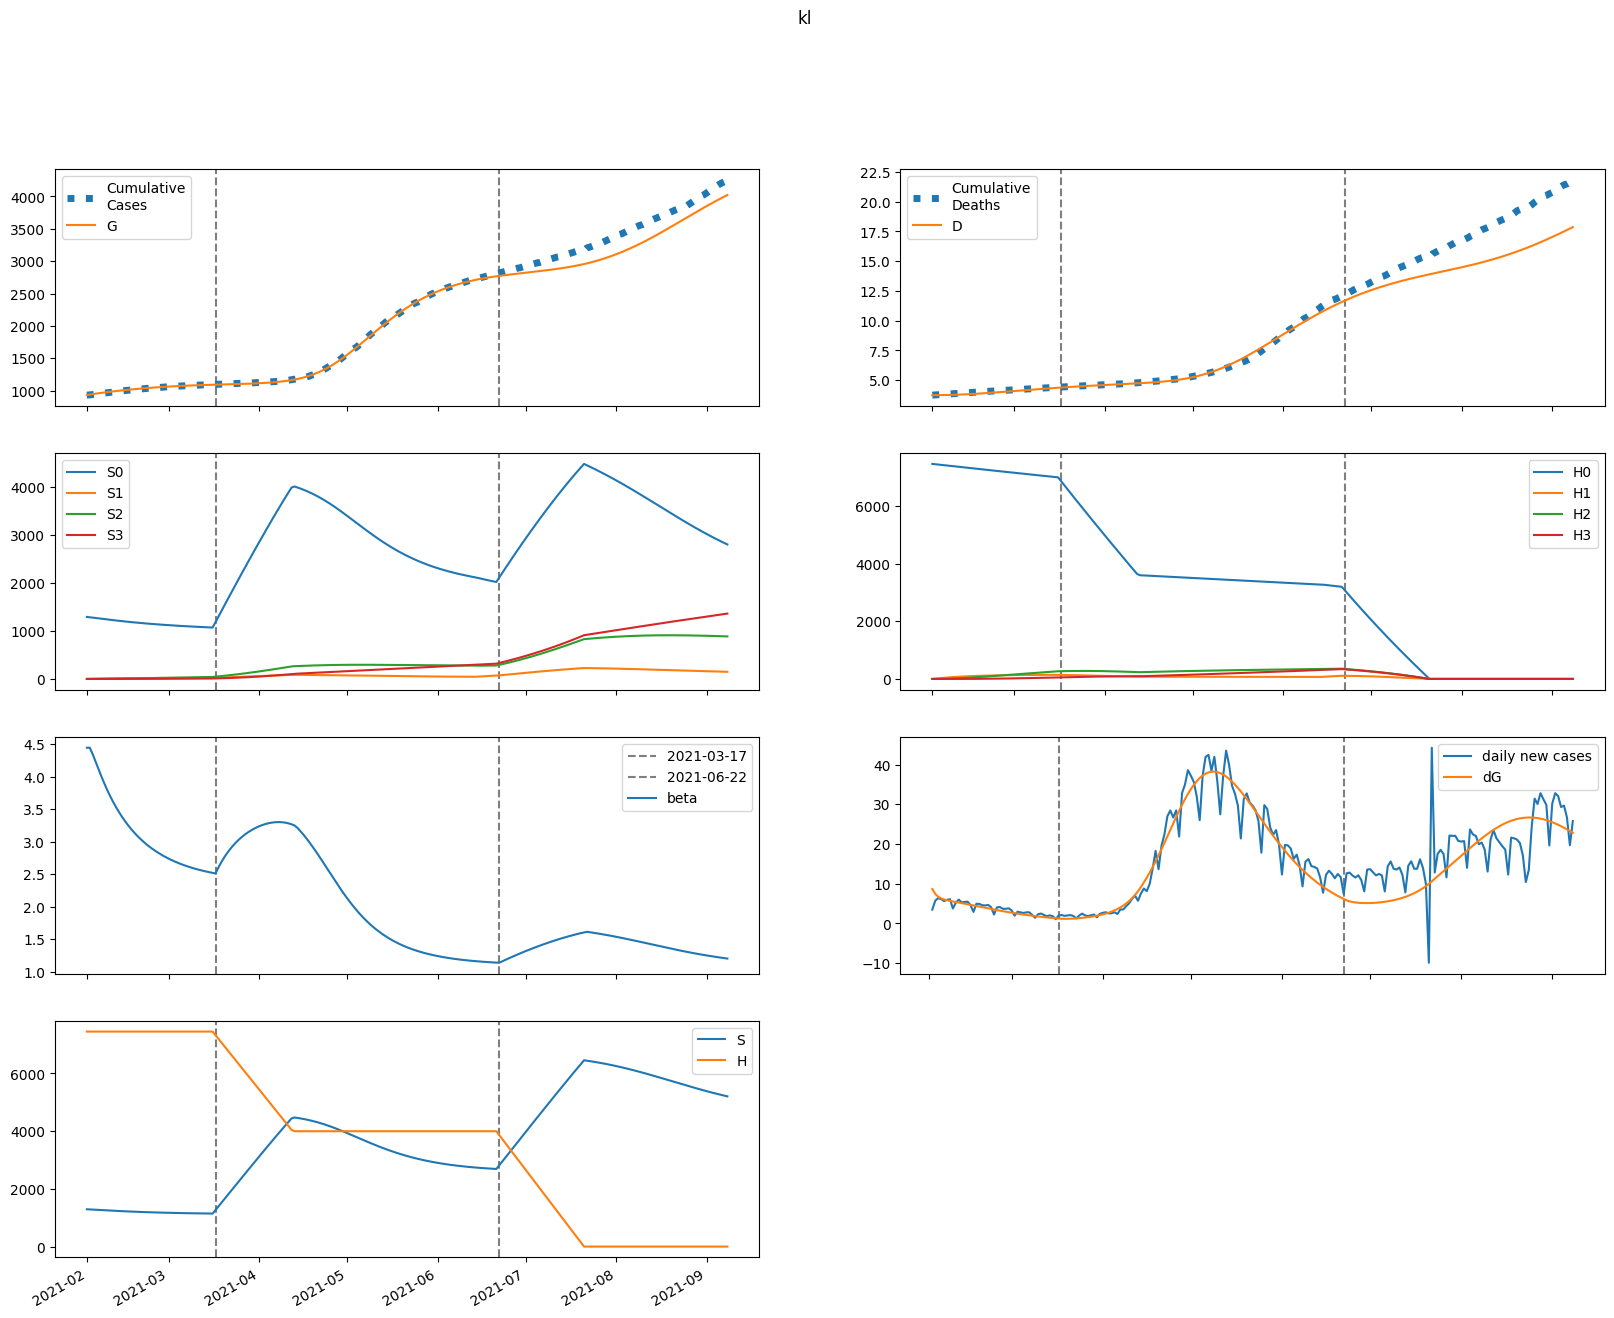 kl
4000
3500
3000
2500
2000
1500
1000
Cumulative
Cases
G
22.5
20.0
17.5
15.0
12.5
10.0
7.5
5.0
Cumulative
Deaths
D
4000
3000
2000
1000
0
S0
S1
S2
S3
6000
4000
2000
0
H0
H1
H2
H3
4.5
4.0
3.5
3.0
2.5
2.0
1.5
1.0
2021-03-17
2021-06-22
beta
40
30
20
10
0
−10
daily new cases
dG
6000
4000
2000
0
S
H
2021-02
2021-03
2021-04
2021-05
2021-06
2021-07
2021-08
2021-09